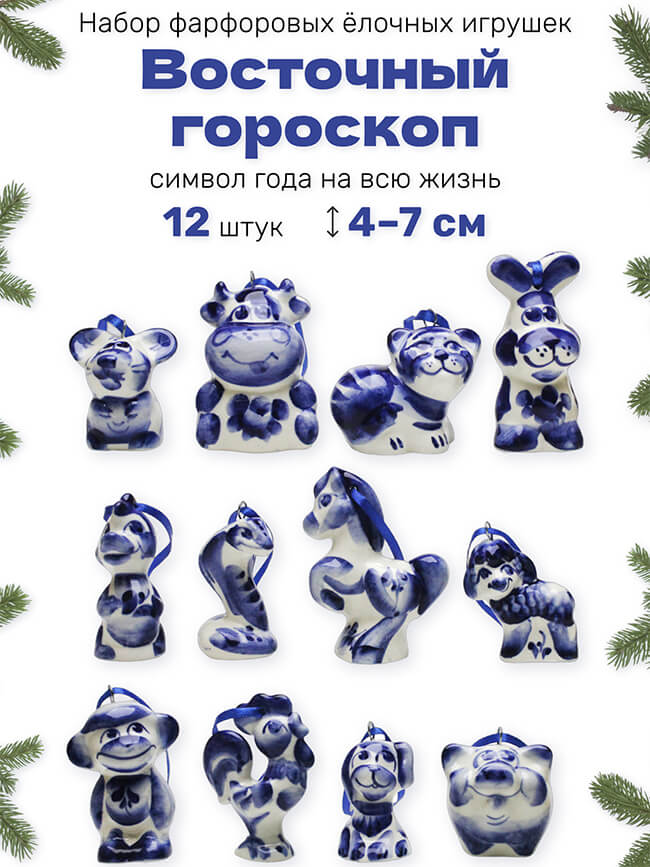 Набор фарфоровых ёлочных игрушек
Восточный
гороскоп
символ года на всю жизнь
12 штук 4–7 см